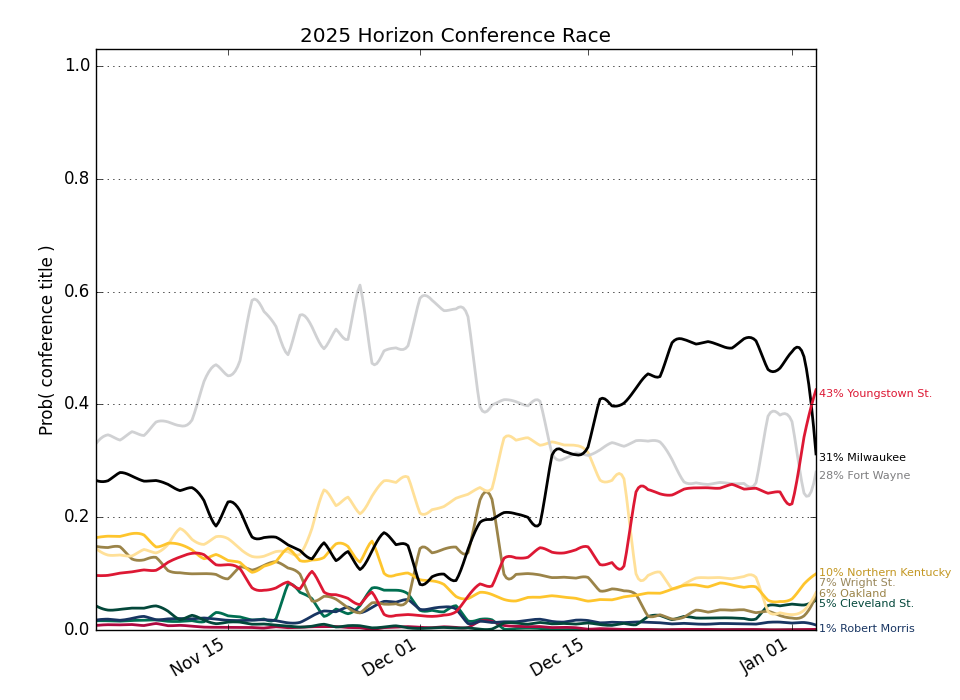 2025 Horizon Conference Race
1.0
0.8
0.6
0.4
0.2
0.0
Prob( conference title )
43% Youngstown St.
31% Milwaukee
28% Fort Wayne
10% Northern Kentucky
7% Wright St.
6% Oakland
5% Cleveland St.
1% Robert Morris
Nov 15
Dec 01
Dec 15
Jan 01